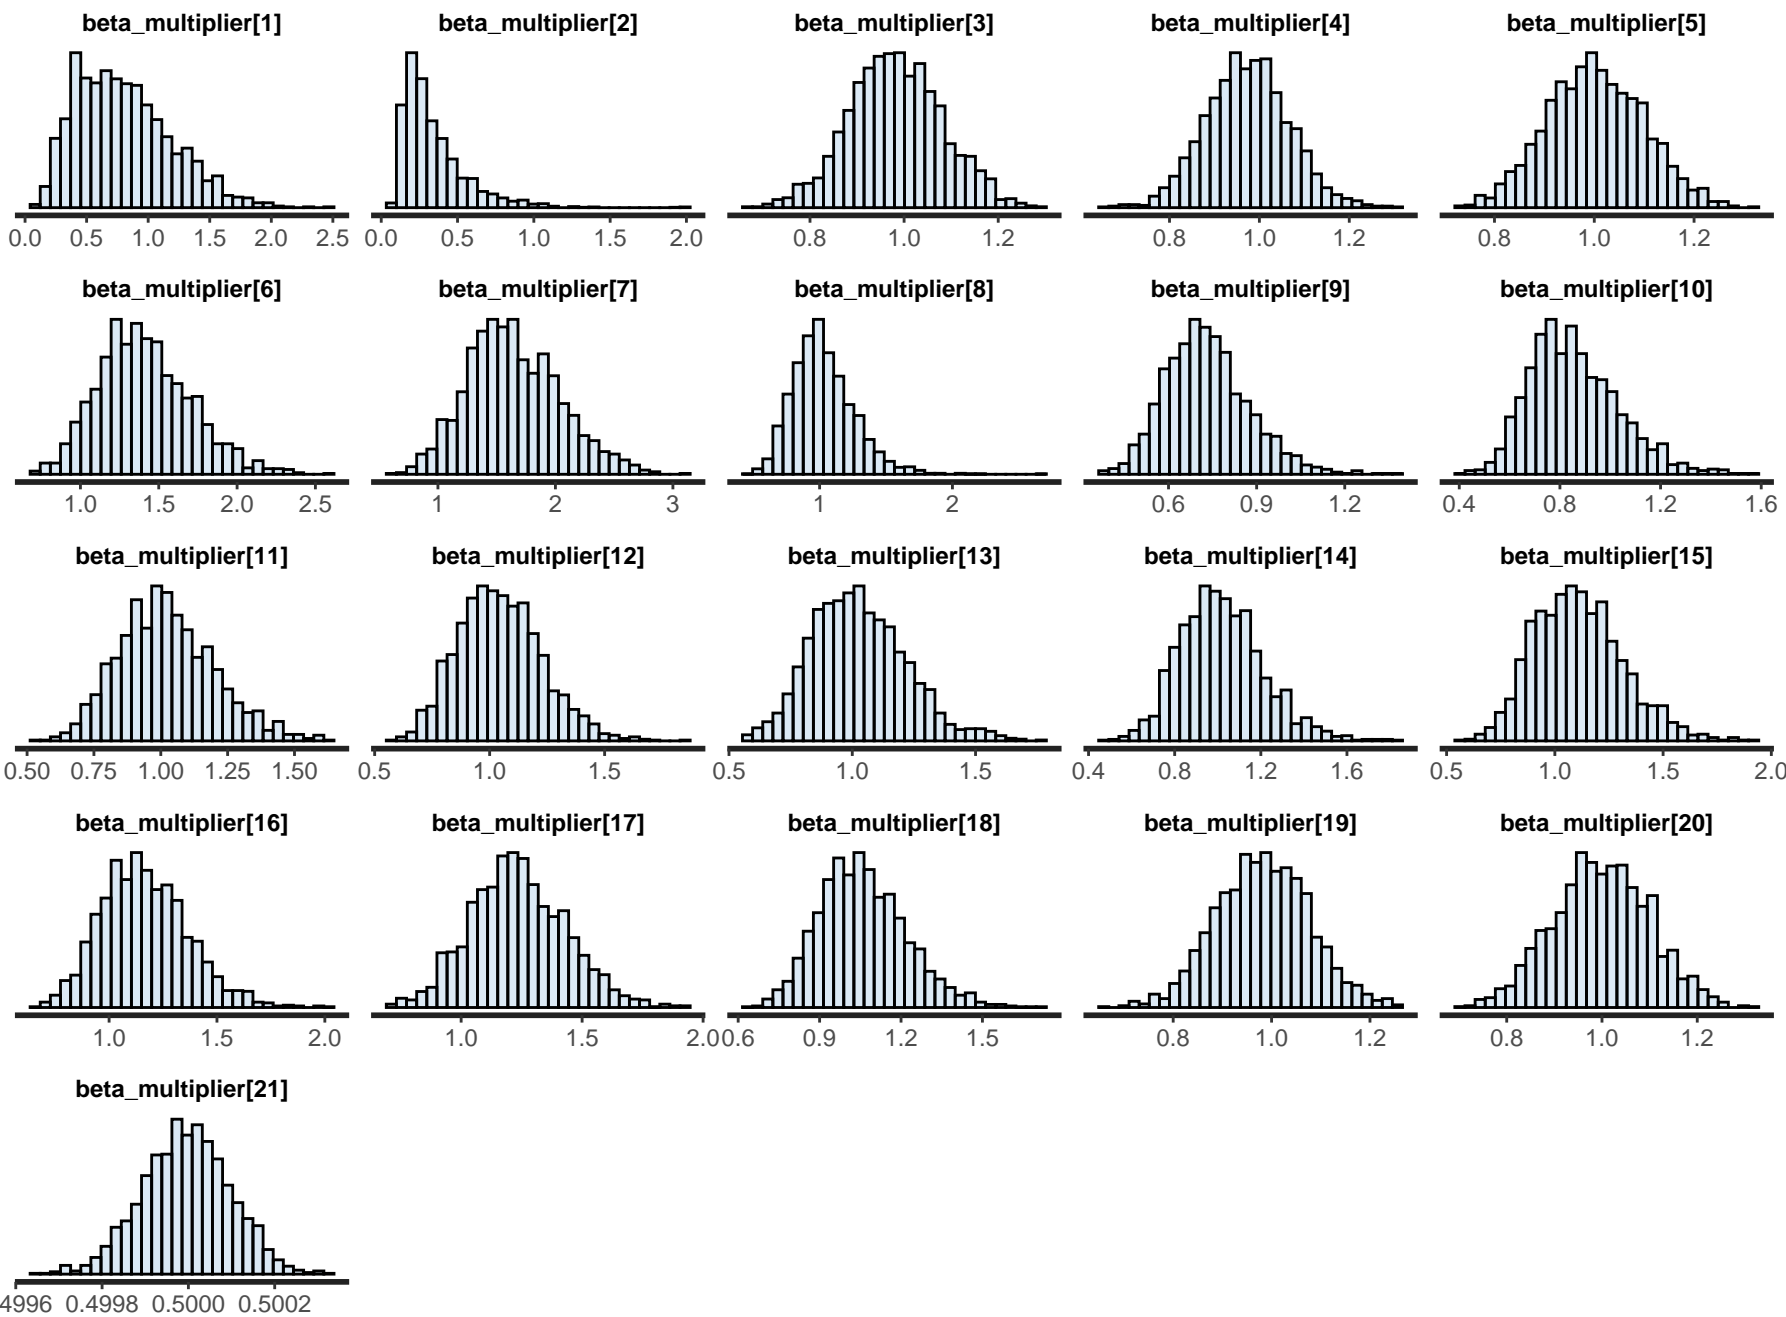 beta_multiplier[1] beta_multiplier[2] beta_multiplier[3] beta_multiplier[4] beta_multiplier[5]
0.0 0.5 1.0 1.5 2.0 2.5 0.0 0.5 1.0 1.5 2.0 0.8 1.0 1.2 0.8 1.0 1.2 0.8 1.0 1.2
beta_multiplier[6] beta_multiplier[7] beta_multiplier[8] beta_multiplier[9] beta_multiplier[10]
1.0 1.5 2.0 2.5 1 2 3 1 2 0.6 0.9 1.2 0.4 0.8 1.2 1.6
beta_multiplier[11] beta_multiplier[12] beta_multiplier[13] beta_multiplier[14] beta_multiplier[15]
0.50 0.75 1.00 1.25 1.50 0.5 1.0 1.5 0.5 1.0 1.5 0.4 0.8 1.2 1.6 0.5 1.0 1.5 2.0
beta_multiplier[16] beta_multiplier[17] beta_multiplier[18] beta_multiplier[19] beta_multiplier[20]
1.0 1.5 2.0 1.0 1.5 2.0 0.6 0.9 1.2 1.5 0.8 1.0 1.2 0.8 1.0 1.2
beta_multiplier[21]
4996 0.4998 0.5000 0.5002